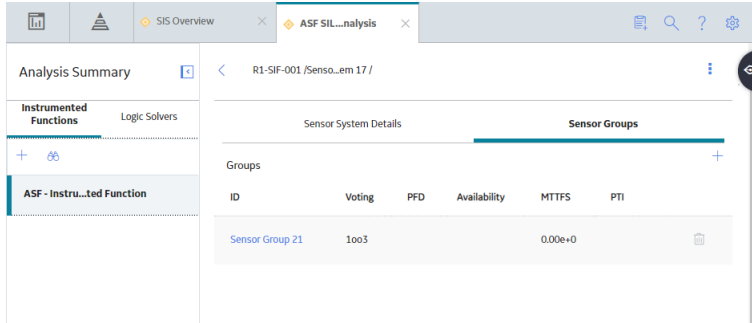 SIS Overview
ASF SIL...nalysis
Analysis Summary
R1-SIF-001 /Senso...em 17 /
Instrumented Functions
Logic Solvers
Sensor System Details
Sensor Groups
Groups
ASF - Instru...ted Function
ID Voting PFD Availability MTTFS PTI
Sensor Group 21 1oo3 0.00e+0